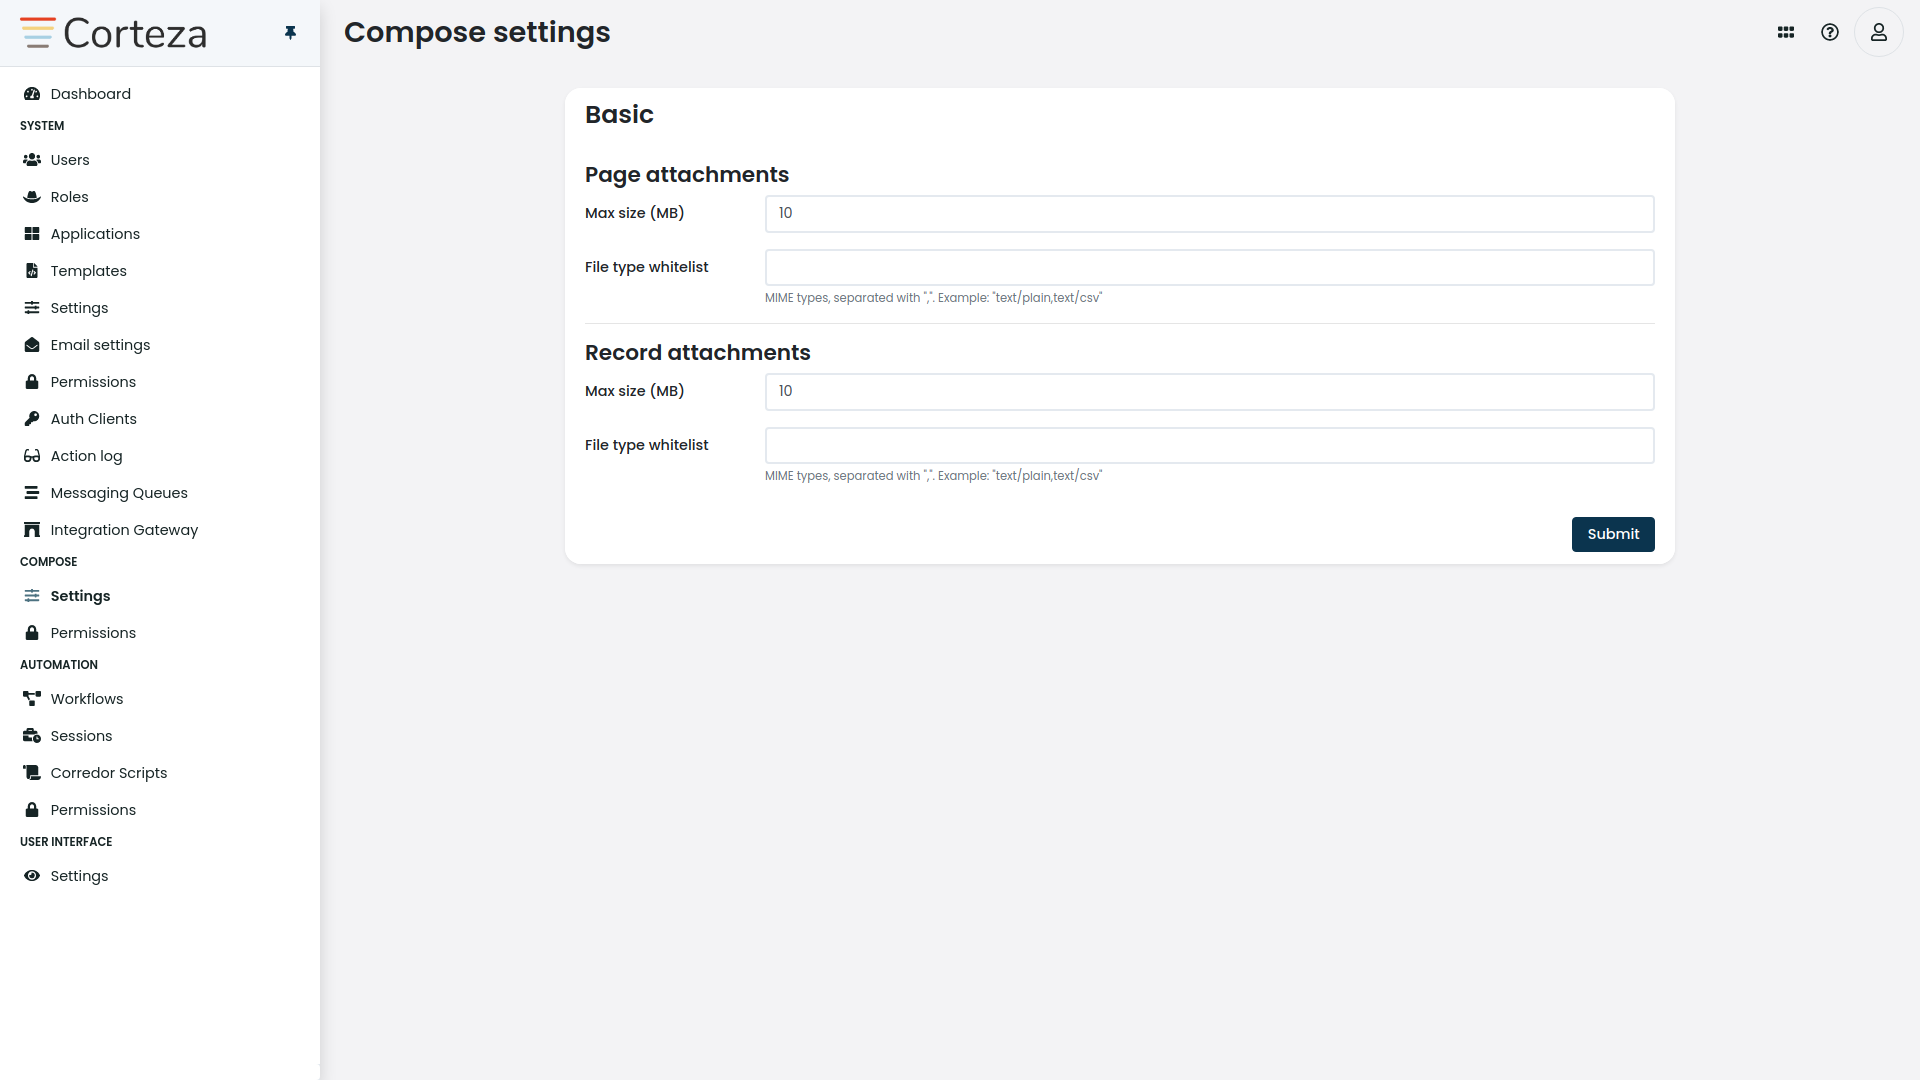 Corteza
Compose settings
Dashboard
SYSTEM
Users
Roles
Applications
Templates
Settings
Email settings
Permissions
Auth Clients
Action log
Messaging Queues
Integration Gateway
COMPOSE
Settings
Permissions
AUTOMATION
Workflows
Sessions
Corredor Scripts
Permissions
USER INTERFACE
Settings
Basic
Page attachments
Max size (MB)
10
File type whitelist
MIME types, separated with ",". Example: "text/plain,text/csv"
Record attachments
Max size (MB)
10
File type whitelist
MIME types, separated with ",". Example: "text/plain,text/csv"
Submit